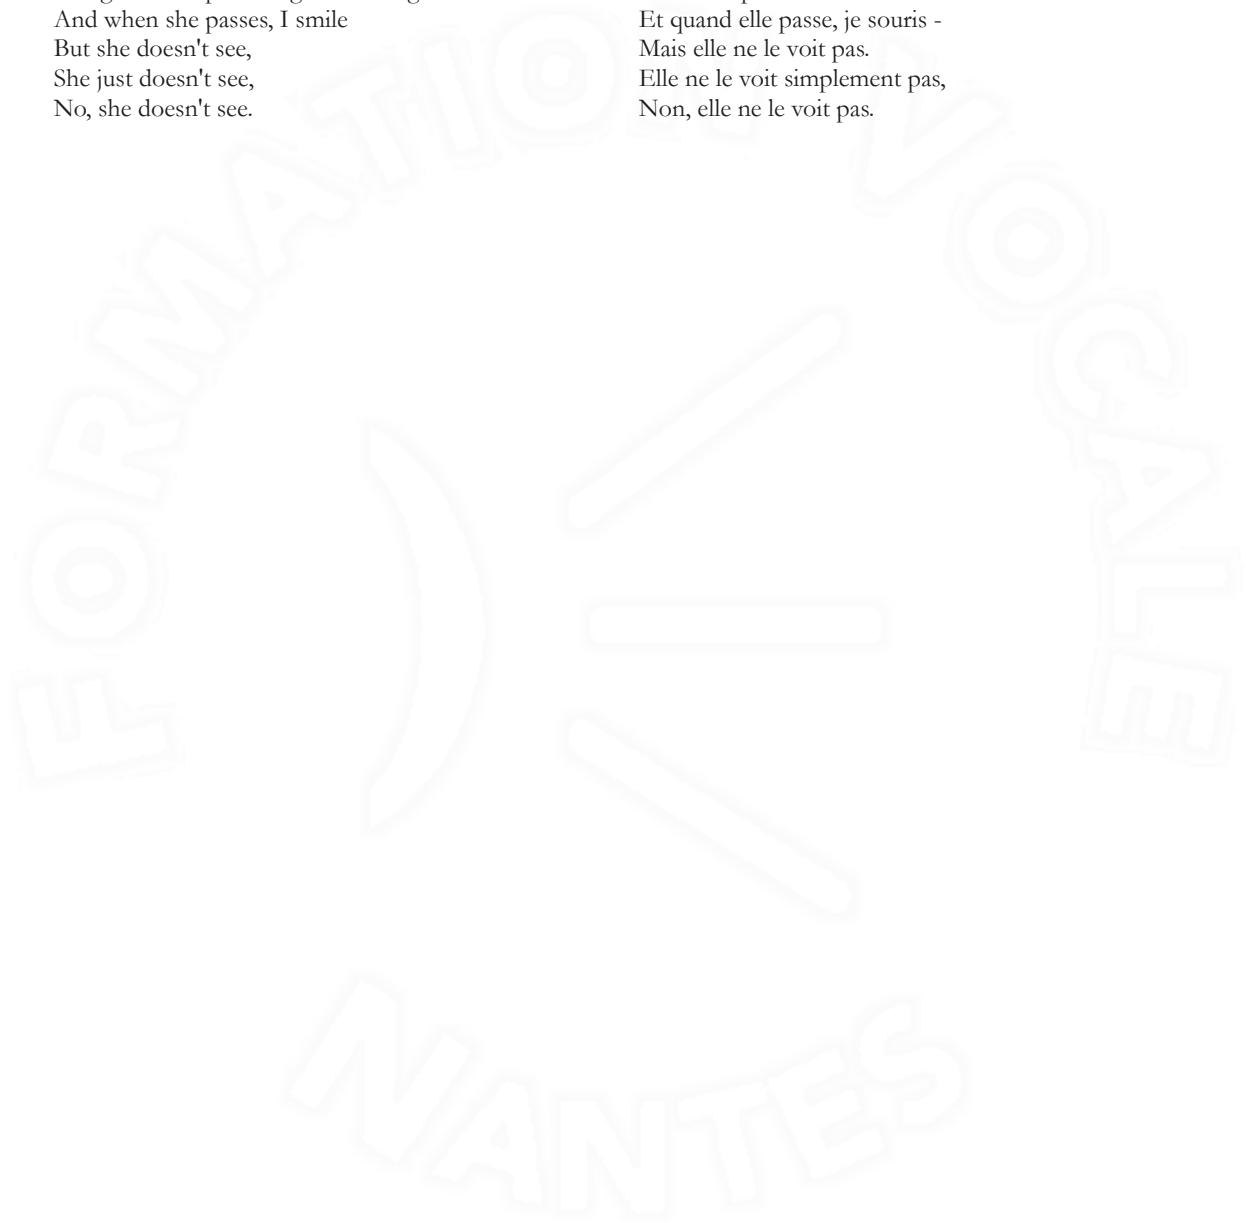 And when she passes, I smile
But she doesn't see,
She just doesn't see,
No, she doesn't see.
Et quand elle passe, je souris -
Mais elle ne le voit pas.
Elle ne le voit simplement pas,
Non, elle ne le voit pas.
FORMATION VOCALE
NANTES